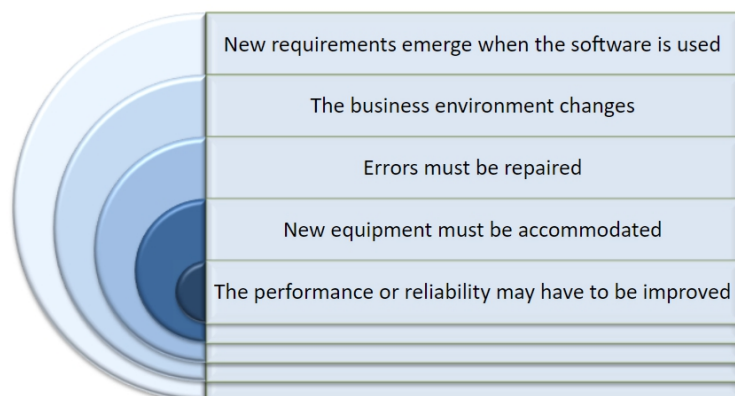 New requirements emerge when the software is used
The business environment changes
Errors must be repaired
New equipment must be accommodated
The performance or reliability may have to be improved